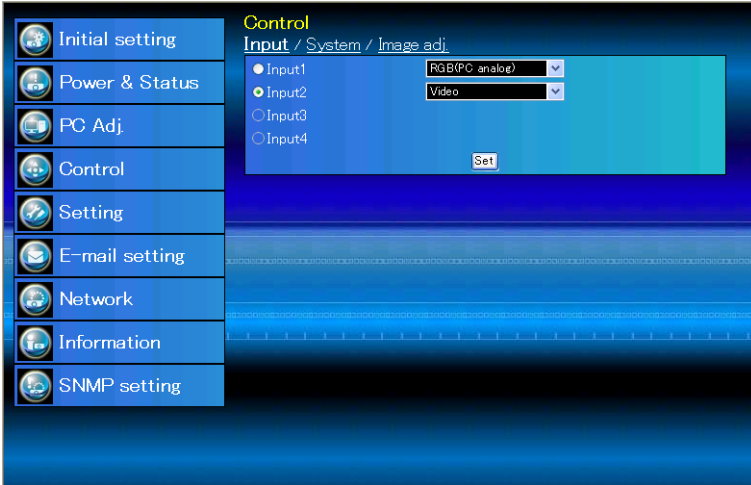 Initial setting
Power & Status
PC Adj.
Control
Setting
E-mail setting
Network
Information
SNMP setting
Control
Input / System / Image adj.
Input1 RGB(PC analog)
Input2 Video
Input3
Input4
Set